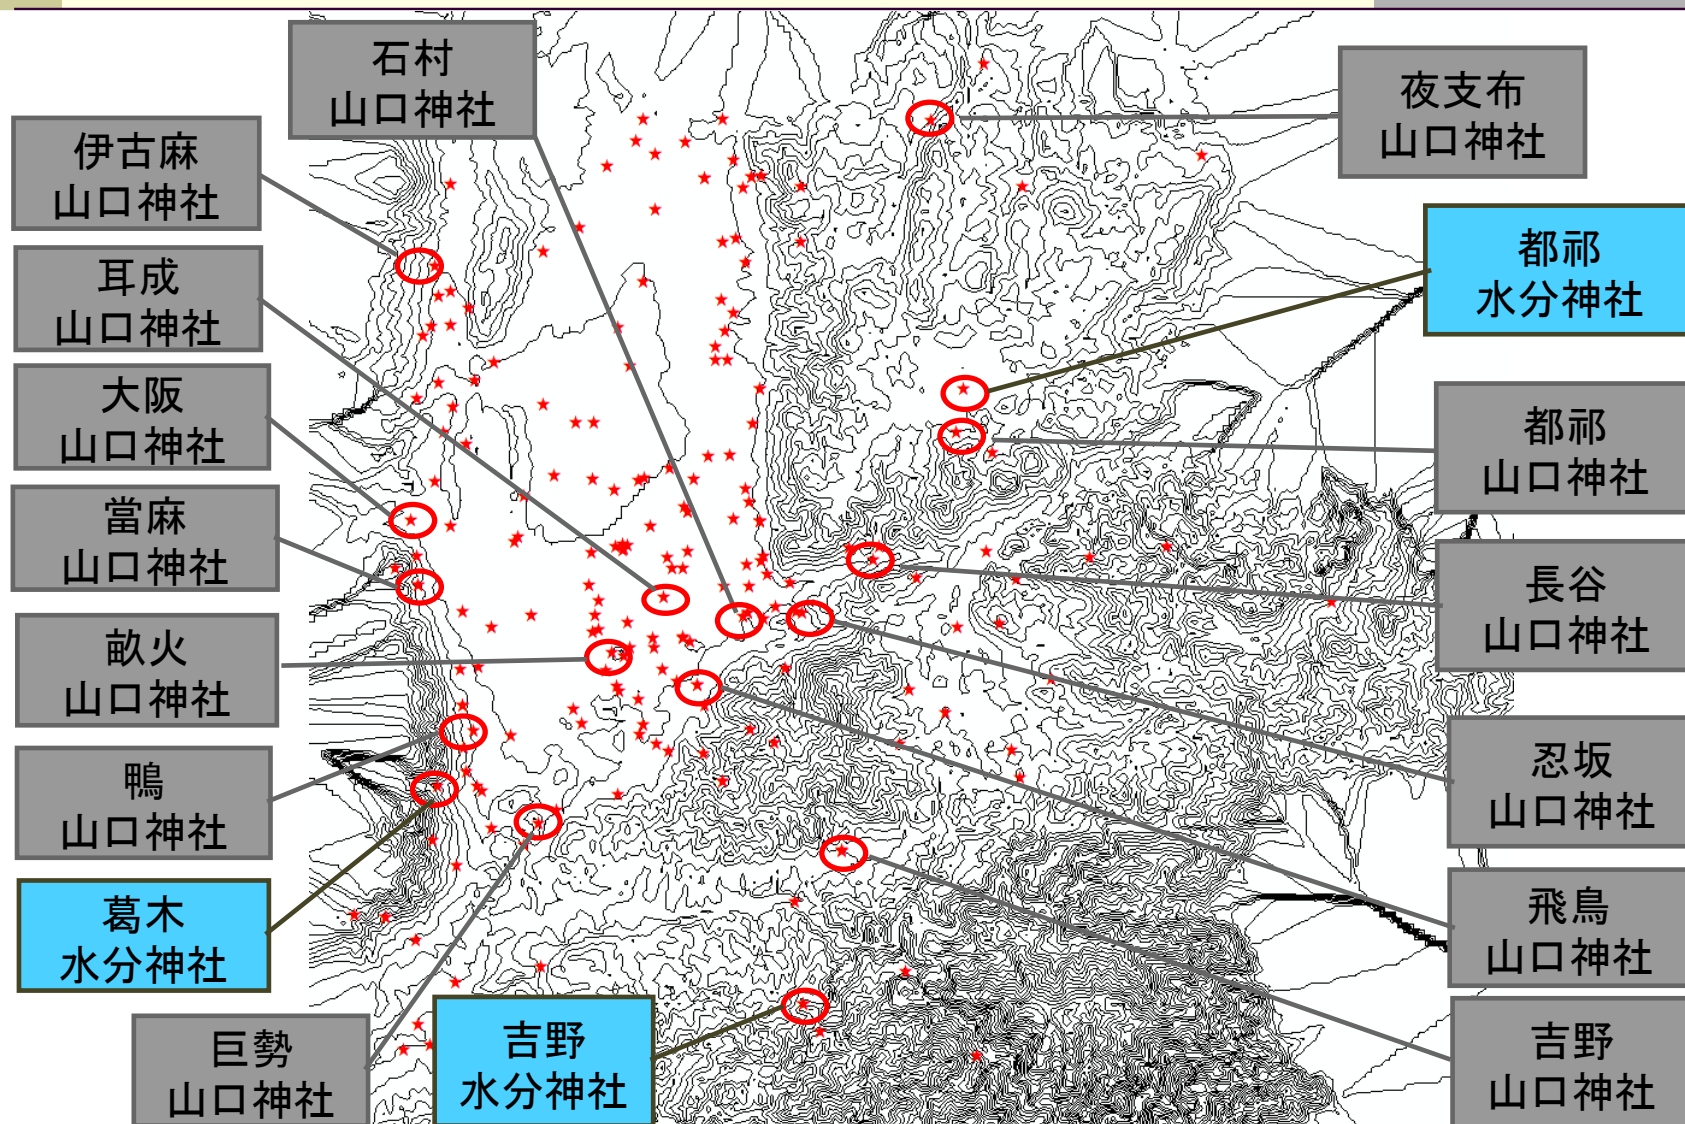 石村
山口神社
夜支布
山口神社
伊古麻
山口神社
都祁
水分神社
耳成
山口神社
大阪
山口神社
都祁
山口神社
當麻
山口神社
長谷
山口神社
畝火
山口神社
忍坂
山口神社
鴨
山口神社
飛鳥
山口神社
葛木
水分神社
吉野
山口神社
巨勢
山口神社
吉野
水分神社